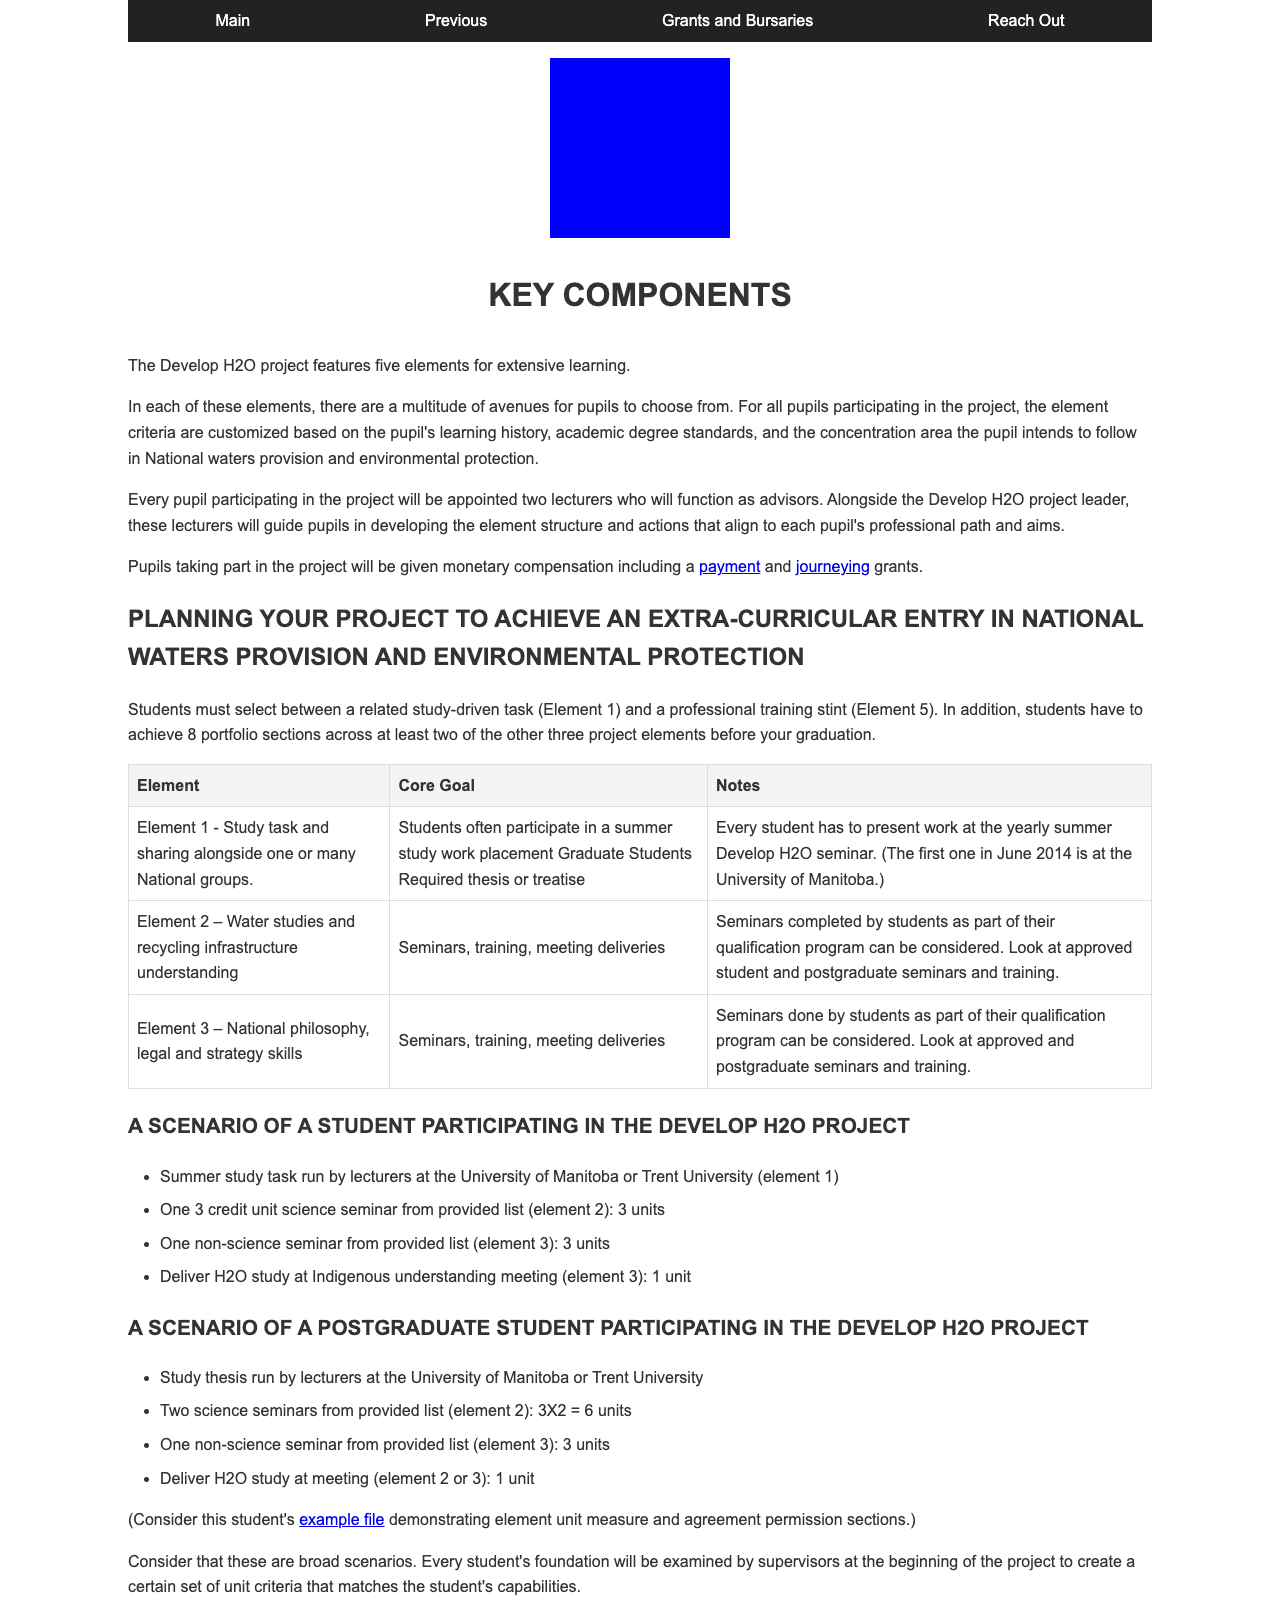 Main Previous Grants and Bursaries Reach Out
KEY COMPONENTS
The Develop H2O project features five elements for extensive learning.
In each of these elements, there are a multitude of avenues for pupils to choose from. For all pupils participating in the project, the element
criteria are customized based on the pupil's learning history, academic degree standards, and the concentration area the pupil intends to follow
in National waters provision and environmental protection.
Every pupil participating in the project will be appointed two lecturers who will function as advisors. Alongside the Develop H2O project leader,
these lecturers will guide pupils in developing the element structure and actions that align to each pupil's professional path and aims.
Pupils taking part in the project will be given monetary compensation including a payment and journeying grants.
PLANNING YOUR PROJECT TO ACHIEVE AN EXTRA-CURRICULAR ENTRY IN NATIONAL
WATERS PROVISION AND ENVIRONMENTAL PROTECTION
Students must select between a related study-driven task (Element 1) and a professional training stint (Element 5). In addition, students have to
achieve 8 portfolio sections across at least two of the other three project elements before your graduation.
Element Core Goal Notes
Element 1 - Study task and
sharing alongside one or many
National groups.
Students often participate in a summer
study work placement Graduate Students
Required thesis or treatise
Every student has to present work at the yearly summer
Develop H2O seminar. (The first one in June 2014 is at the
University of Manitoba.)
Element 2 – Water studies and
recycling infrastructure
understanding
Seminars, training, meeting deliveries
Seminars completed by students as part of their
qualification program can be considered. Look at approved
student and postgraduate seminars and training.
Element 3 – National philosophy,
legal and strategy skills
Seminars, training, meeting deliveries
Seminars done by students as part of their qualification
program can be considered. Look at approved and
postgraduate seminars and training.
A SCENARIO OF A STUDENT PARTICIPATING IN THE DEVELOP H2O PROJECT
• Summer study task run by lecturers at the University of Manitoba or Trent University (element 1)
• One 3 credit unit science seminar from provided list (element 2): 3 units
• One non-science seminar from provided list (element 3): 3 units
• Deliver H2O study at Indigenous understanding meeting (element 3): 1 unit
A SCENARIO OF A POSTGRADUATE STUDENT PARTICIPATING IN THE DEVELOP H2O PROJECT
• Study thesis run by lecturers at the University of Manitoba or Trent University
• Two science seminars from provided list (element 2): 3X2 = 6 units
• One non-science seminar from provided list (element 3): 3 units
• Deliver H2O study at meeting (element 2 or 3): 1 unit
(Consider this student's example file demonstrating element unit measure and agreement permission sections.)
Consider that these are broad scenarios. Every student's foundation will be examined by supervisors at the beginning of the project to create a
certain set of unit criteria that matches the student's capabilities.